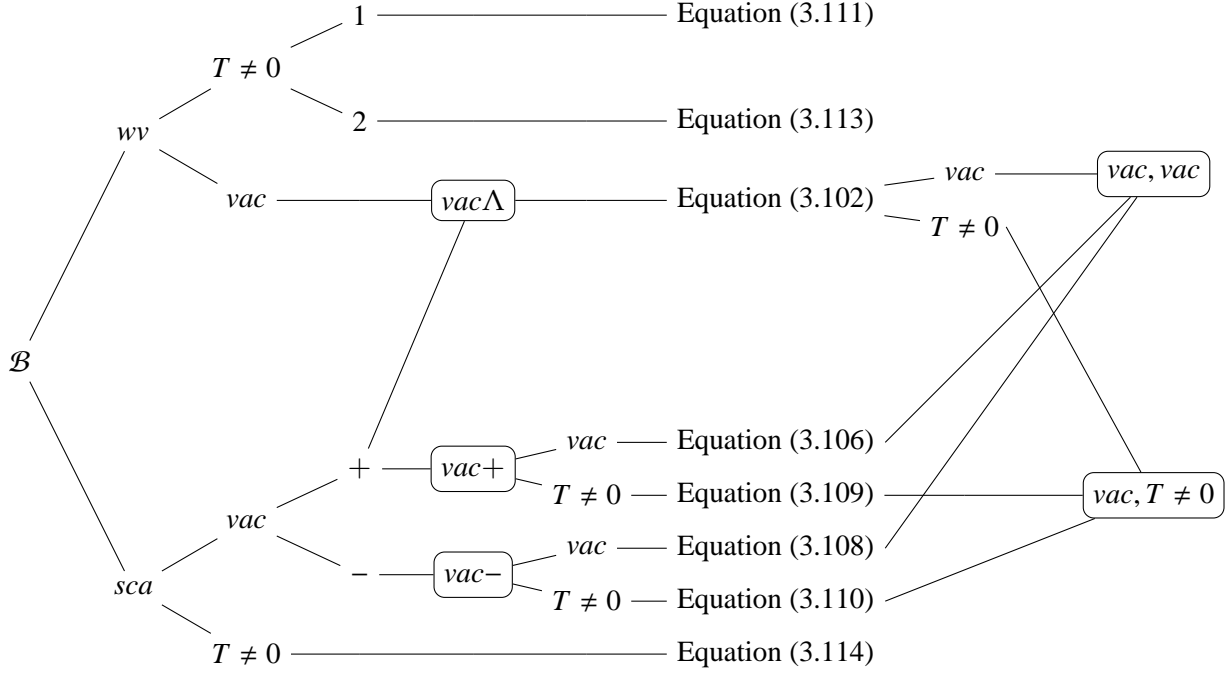 1 Equation (3.111)
T ≠ 0
2 Equation (3.113)
wv
vac vac, vac
vac vacΛ Equation (3.102)
T ≠ 0
ℬ
vac Equation (3.106)
+ vac+
T ≠ 0 Equation (3.109) vac, T ≠ 0
vac
vac Equation (3.108)
− vac−
sca
T ≠ 0 Equation (3.110)
T ≠ 0 Equation (3.114)